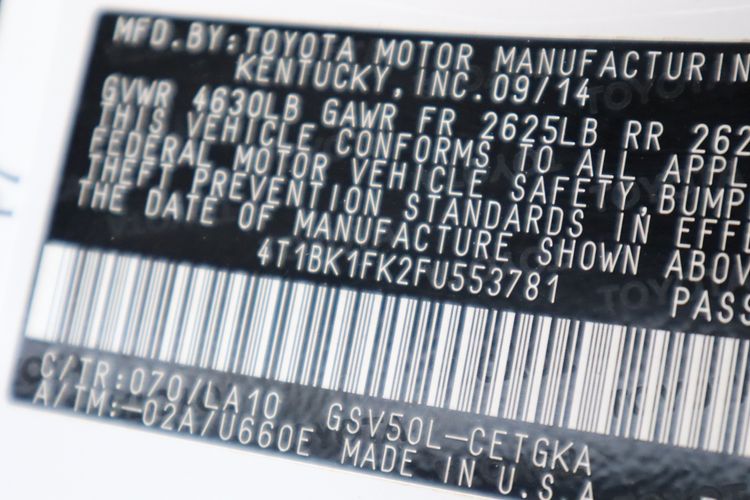 MFD.BY:TOYOTA MOTOR MANUFACTURIN
KENTUCKY,INC.09/14
GVWR 4630LB GAWR FR 2625LB RR 262
THIS VEHICLE CONFORMS TO ALL APPL
FEDERAL MOTOR VEHICLE SAFETY,BUMP
THEFT PREVENTION STANDARDS IN EFF
THE DATE OF MANUFACTURE SHOWN ABOV
4T1BK1FK2FU553781 PASS
C/TR:070/LA10 GSV50L-CETGKA
A/TM:-02A/U660E MADE IN U.S.A